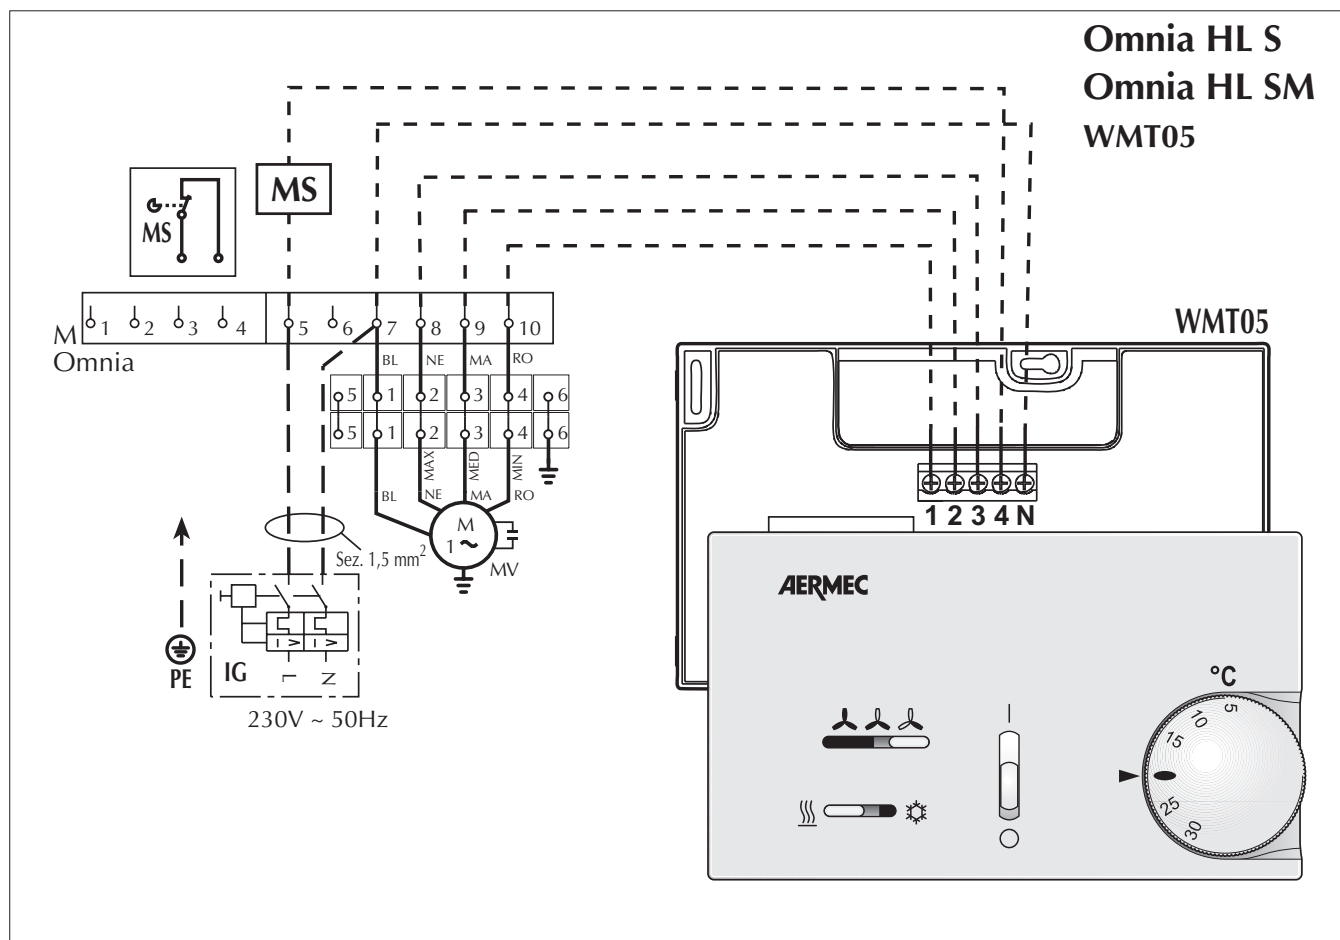 Omnia HL S
Omnia HL SM
WMT05
MS
MS
1 2 3 4 5 6 7 8 9 10
M
Omnia
BL NE MA RO
5 1 2 3 4 6
5 1 2 3 4 6
MAX MED MIN
BL NE MA RO
M
1 ~
MV
Sez. 1,5 mm²
PE
IG
L N
230V ~ 50Hz
WMT05
1 2 3 4 N
AERMEC
°C
5
10
15
25
30